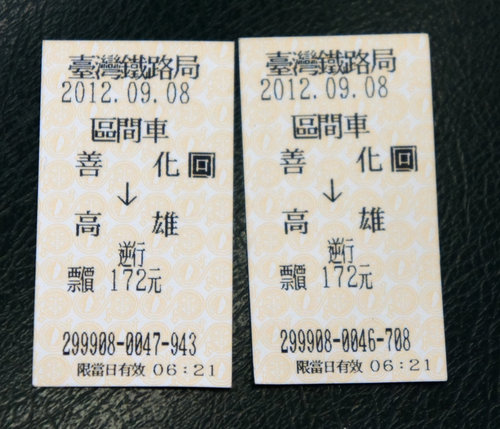 臺灣鐵路局
2012.09.08
區間車
善 化 回
↓
高 雄
逆行
票價 172元
299908-0047-943
限當日有效 06:21
臺灣鐵路局
2012.09.08
區間車
善 化 回
↓
高 雄
逆行
票價 172元
299908-0046-708
限當日有效 06:21